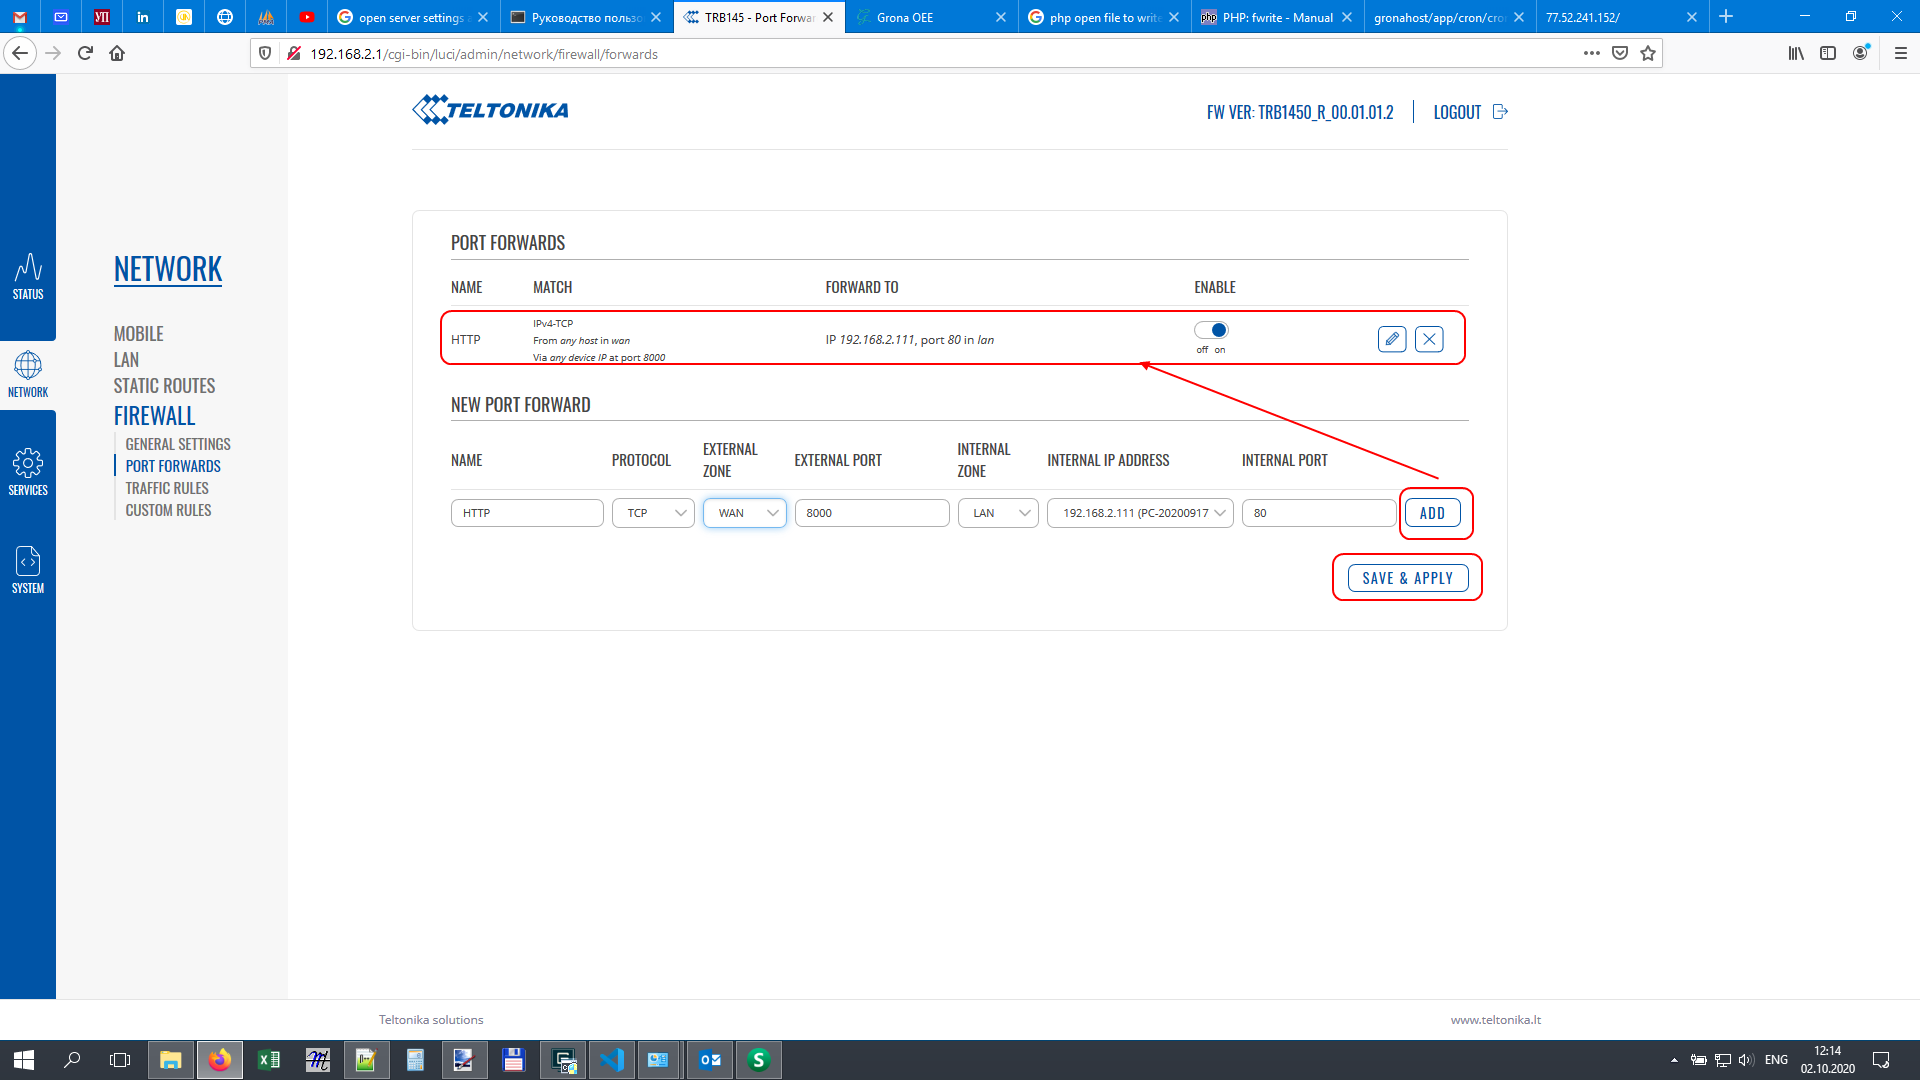 open server settings
Руководство пользо
TRB145 - Port Forwar
Grona OEE
php open file to write
PHP: fwrite - Manual
gronahost/app/cron/cro
77.52.241.152/
УП
in
php
192.168.2.1/cgi-bin/luci/admin/network/firewall/forwards
TELTONIKA
FW VER: TRB1450_R_00.01.01.2
LOGOUT
STATUS
NETWORK
SERVICES
SYSTEM
NETWORK
MOBILE
LAN
STATIC ROUTES
FIREWALL
GENERAL SETTINGS
PORT FORWARDS
TRAFFIC RULES
CUSTOM RULES
PORT FORWARDS
NAME MATCH FORWARD TO ENABLE
HTTP
IPv4-TCP
From any host in wan
Via any device IP at port 8000
IP 192.168.2.111, port 80 in lan
off on
NEW PORT FORWARD
NAME PROTOCOL EXTERNAL ZONE EXTERNAL PORT INTERNAL ZONE INTERNAL IP ADDRESS INTERNAL PORT
HTTP TCP WAN 8000 LAN 192.168.2.111 (PC-20200917 80 ADD
SAVE & APPLY
Teltonika solutions
www.teltonika.lt
ENG
12:14
02.10.2020